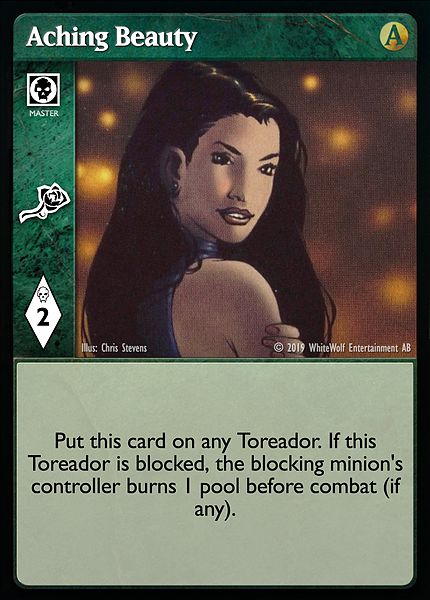 Aching Beauty
A
MASTER
2
Illus: Chris Stevens
© 2019 WhiteWolf Entertainment AB
Put this card on any Toreador. If this
Toreador is blocked, the blocking minion's
controller burns 1 pool before combat (if
any).